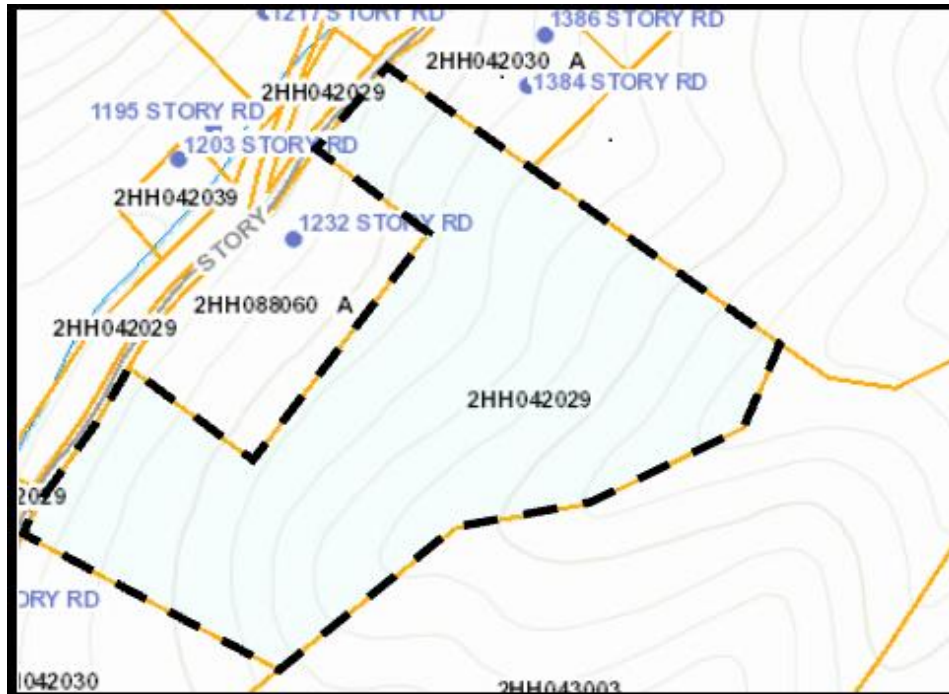 1217 STORY RD
1386 STORY RD
2HH042030 A
1384 STORY RD
2HH042029
1195 STORY RD
1203 STORY RD
2HH042039
STORY
1232 STORY RD
2HH088060 A
2HH042029
2HH042029
2029
ORY RD
H042030
2HH043003